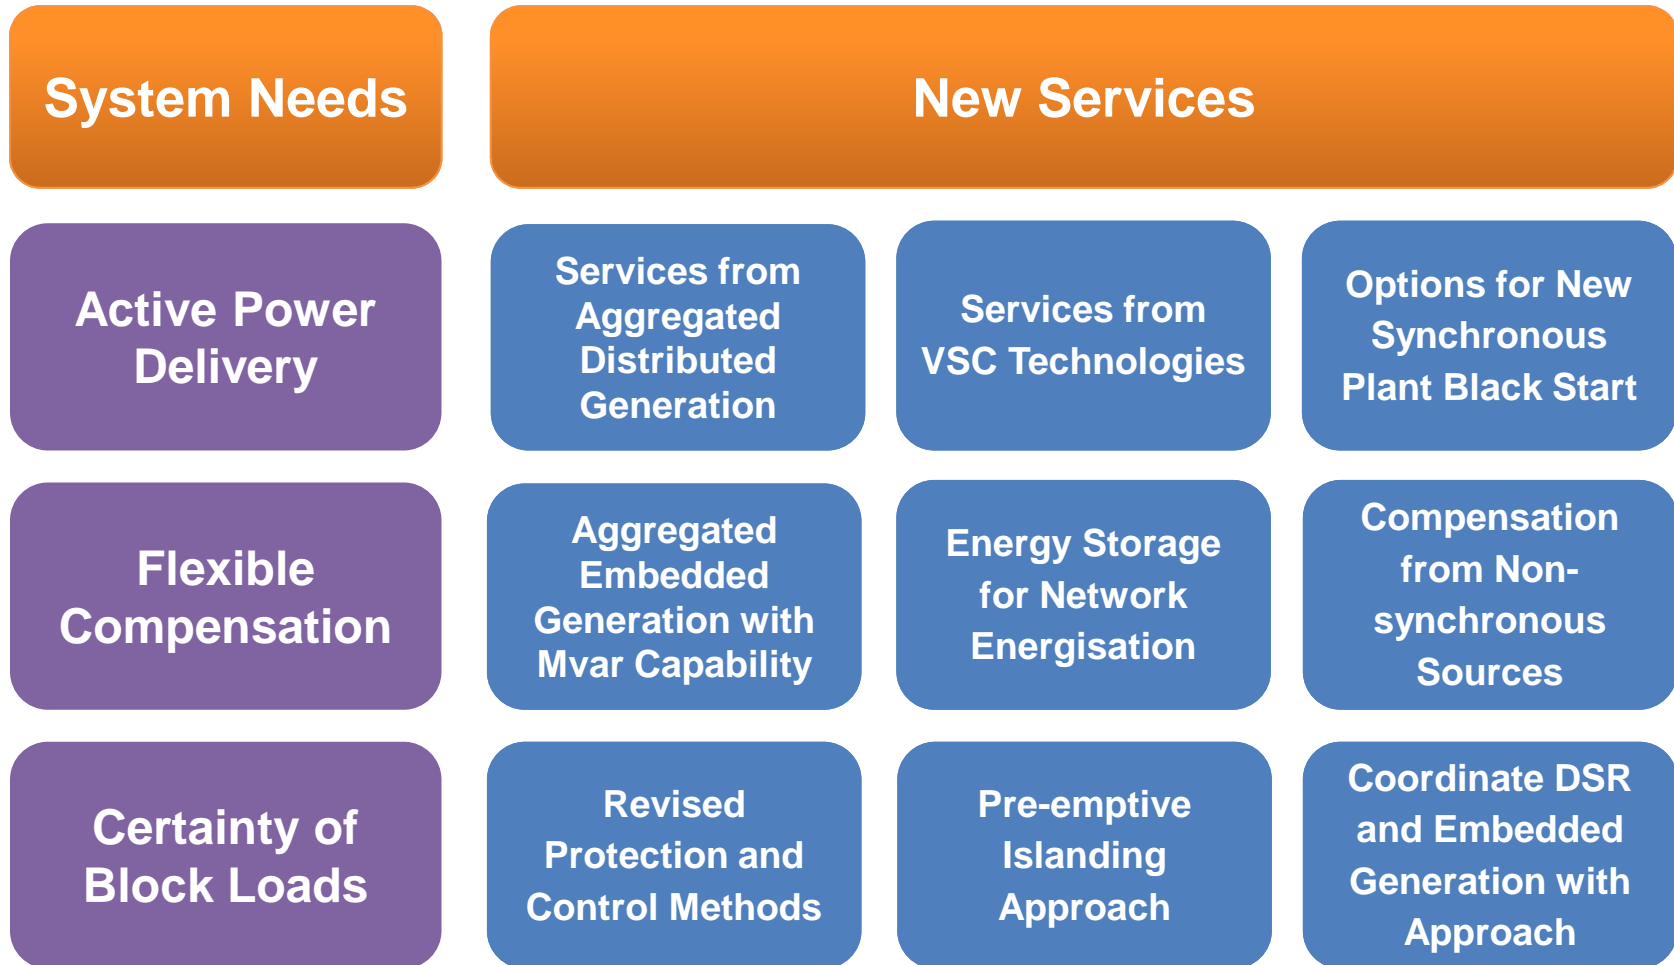 System Needs
New Services
Active Power
Delivery
Services from
Aggregated
Distributed
Generation
Services from
VSC Technologies
Options for New
Synchronous
Plant Black Start
Flexible
Compensation
Aggregated
Embedded
Generation with
Mvar Capability
Energy Storage
for Network
Energisation
Compensation
from Non-
synchronous
Sources
Certainty of
Block Loads
Revised
Protection and
Control Methods
Pre-emptive
Islanding
Approach
Coordinate DSR
and Embedded
Generation with
Approach